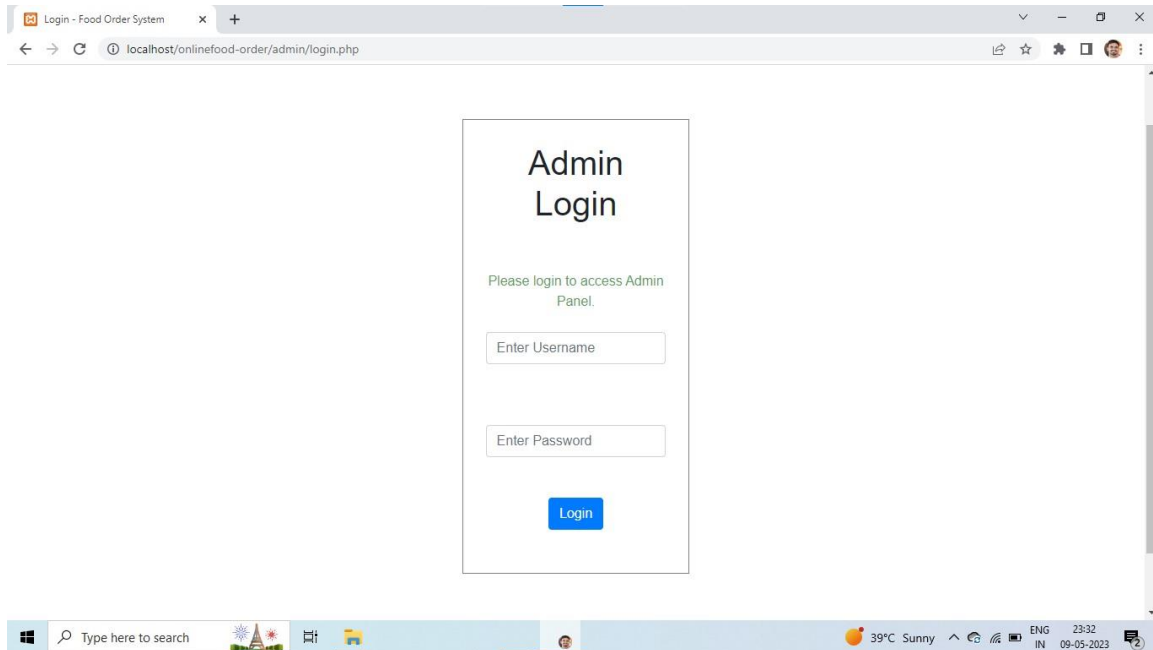 Login - Food Order System
localhost/onlinefood-order/admin/login.php
Admin
Login
Please login to access Admin
Panel.
Enter Username
Enter Password
Login
Type here to search
39°C Sunny
ENG
IN
23:32
09-05-2023
2